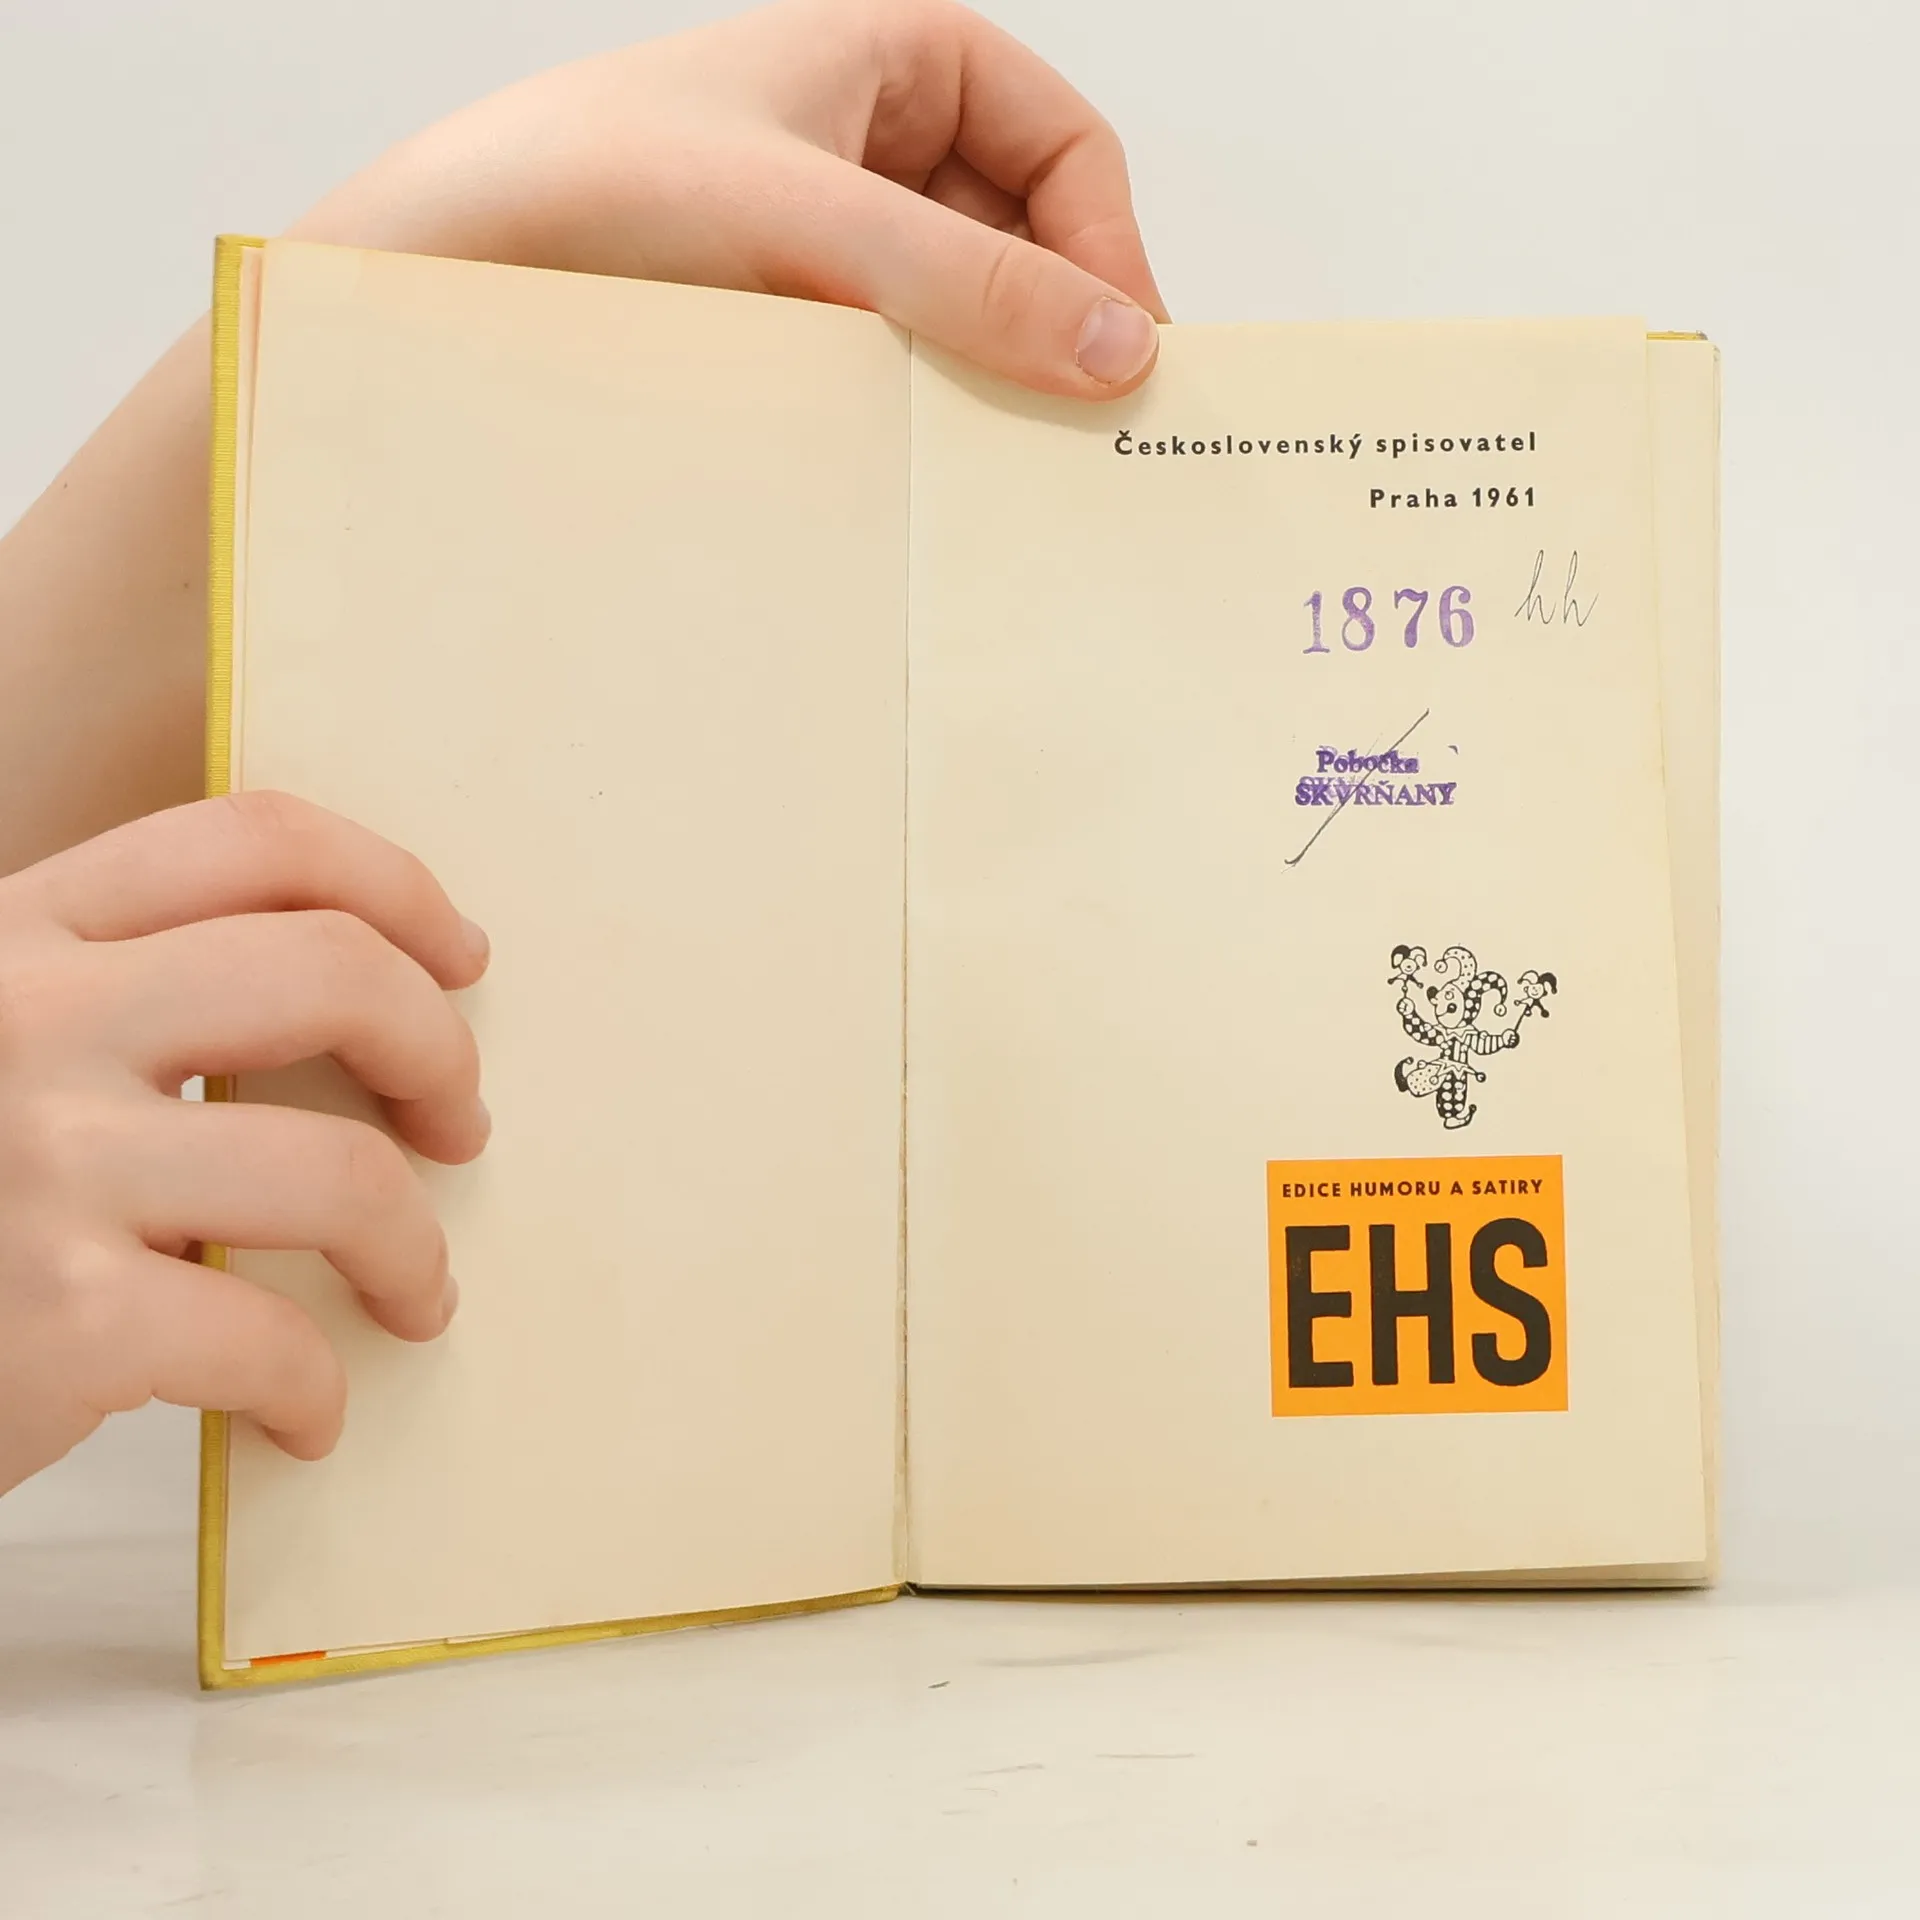 Československý spisovatel
Praha 1961
1876 hh
Pobočka
SKVRŇANY
EDICE HUMORU A SATIRY
EHS